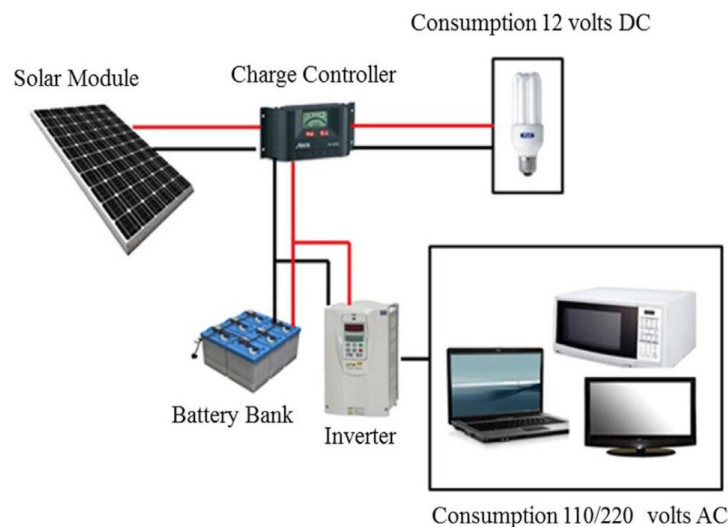 Consumption 12 volts DC
Solar Module
Charge Controller
Battery Bank
Inverter
Consumption 110/220 volts AC